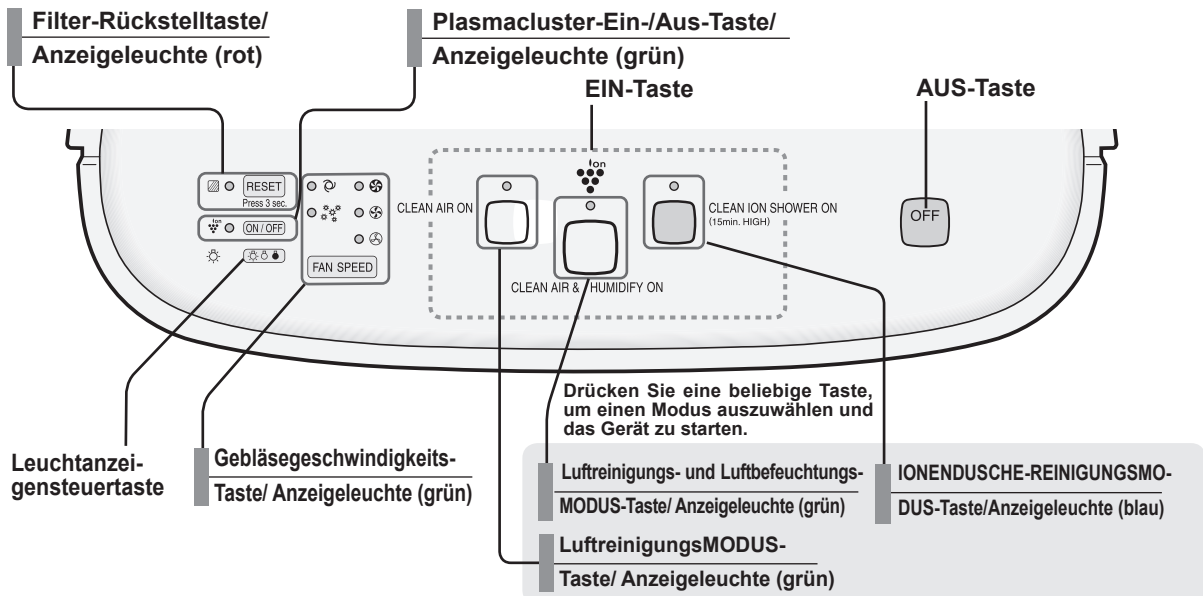 Filter-Rückstelltaste/
Anzeigeleuchte (rot)
Plasmacluster-Ein-/Aus-Taste/
Anzeigeleuchte (grün)
EIN-Taste
AUS-Taste
RESET
Press 3 sec.
ion
ON / OFF
FAN SPEED
CLEAN AIR ON
ion
CLEAN AIR & HUMIDIFY ON
CLEAN ION SHOWER ON
(15min. HIGH)
OFF
Drücken Sie eine beliebige Taste,
um einen Modus auszuwählen und
das Gerät zu starten.
Leuchtanzei-
gensteuertaste
Gebläsegeschwindigkeits-
Taste/ Anzeigeleuchte (grün)
Luftreinigungs- und Luftbefeuchtungs-
MODUS-Taste/ Anzeigeleuchte (grün)
IONENDUSCHE-REINIGUNGSMO-
DUS-Taste/Anzeigeleuchte (blau)
LuftreinigungsMODUS-
Taste/ Anzeigeleuchte (grün)